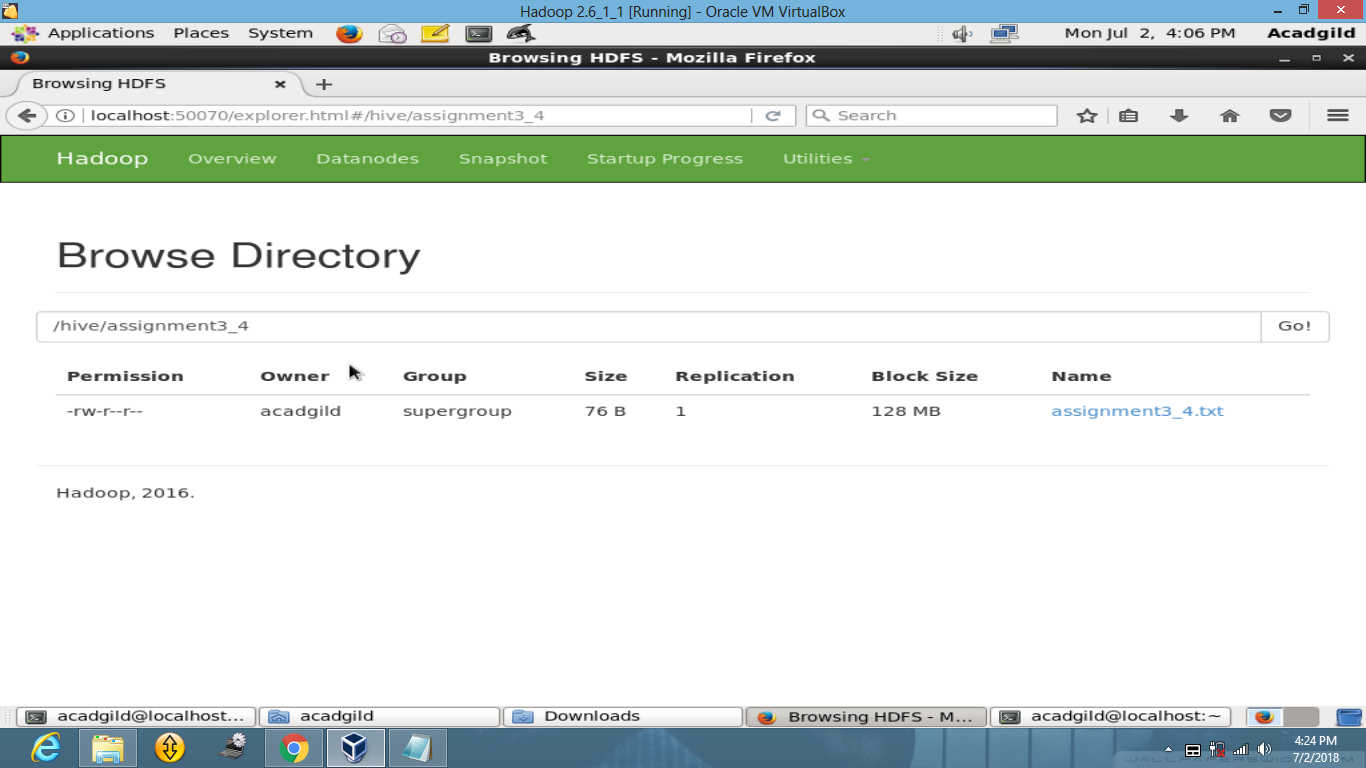 Hadoop 2.6_1_1 [Running] - Oracle VM VirtualBox
Applications Places System Mon Jul 2, 4:06 PM Acadgild
Browsing HDFS - Mozilla Firefox
Browsing HDFS
localhost:50070/explorer.html#/hive/assignment3_4 Search
Hadoop Overview Datanodes Snapshot Startup Progress Utilities
Browse Directory
/hive/assignment3_4 Go!
Permission Owner Group Size Replication Block Size Name
-rw-r--r-- acadgild supergroup 76 B 1 128 MB assignment3_4.txt
Hadoop, 2016.
acadgild@localhost... acadgild Downloads Browsing HDFS - M... acadgild@localhost:~
4:24 PM
7/2/2018